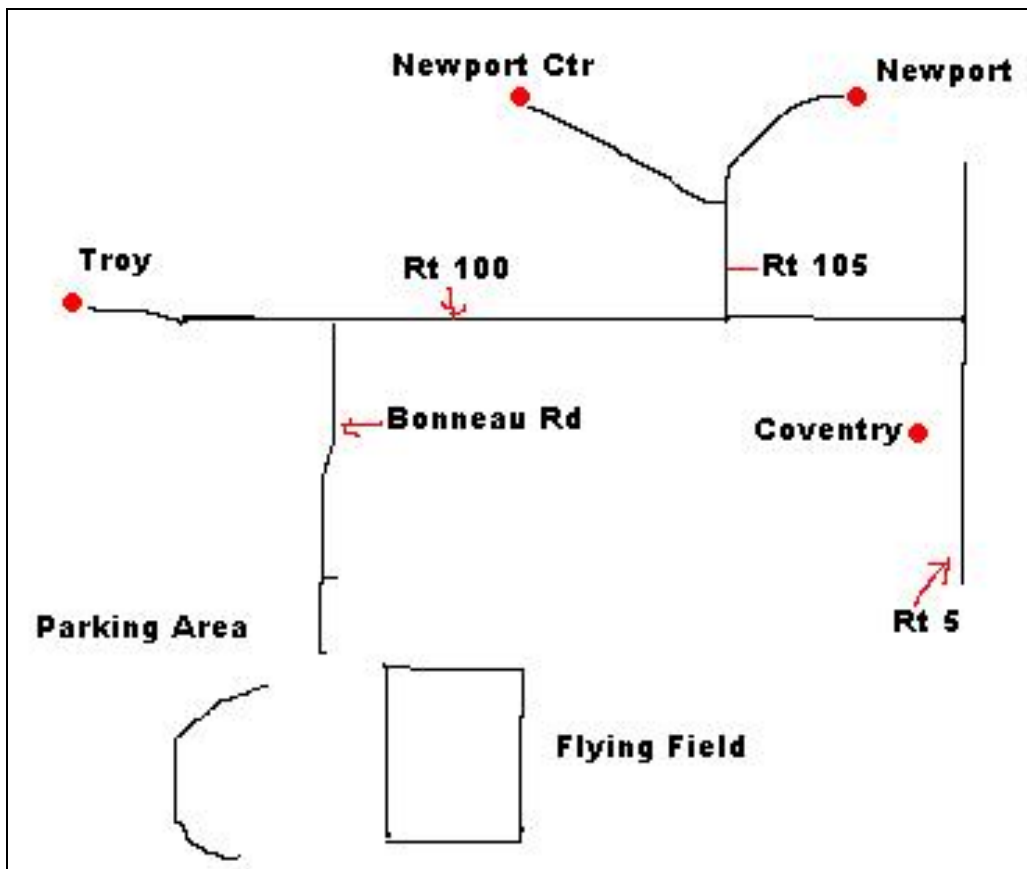 Newport Ctr
Newport
Troy
Rt 100
Rt 105
Bonneau Rd
Coventry
Rt 5
Parking Area
Flying Field